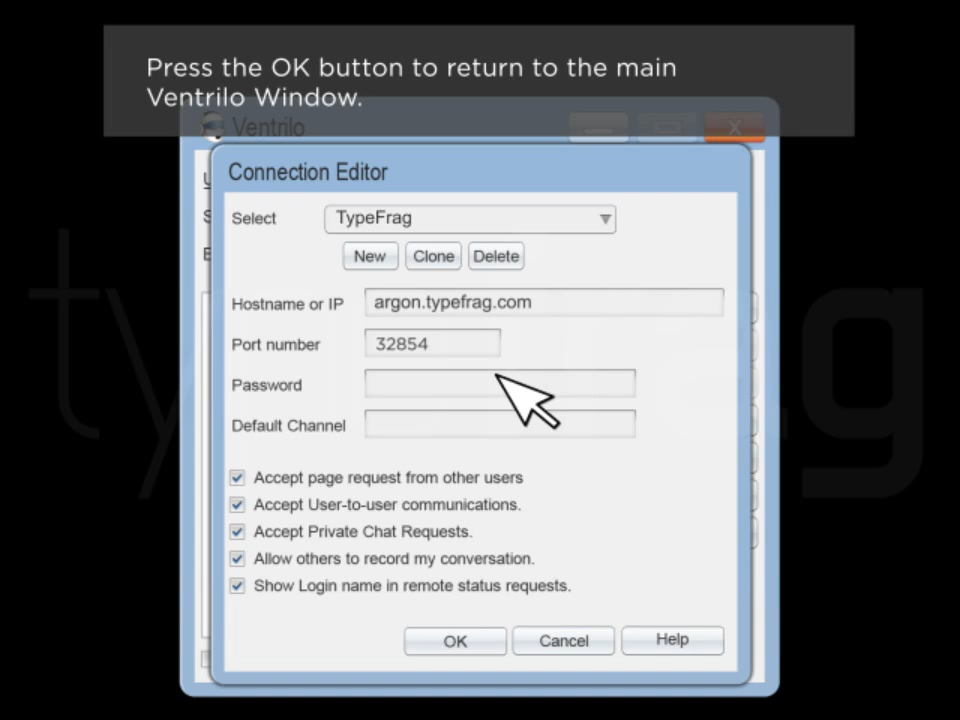 Press the OK button to return to the main
Ventrilo Window.
Ventrilo
X
Connection Editor
Select TypeFrag
New Clone Delete
Hostname or IP argon.typefrag.com
Port number 32854
Password
Default Channel
Accept page request from other users
Accept User-to-user communications.
Accept Private Chat Requests.
Allow others to record my conversation.
Show Login name in remote status requests.
OK Cancel Help